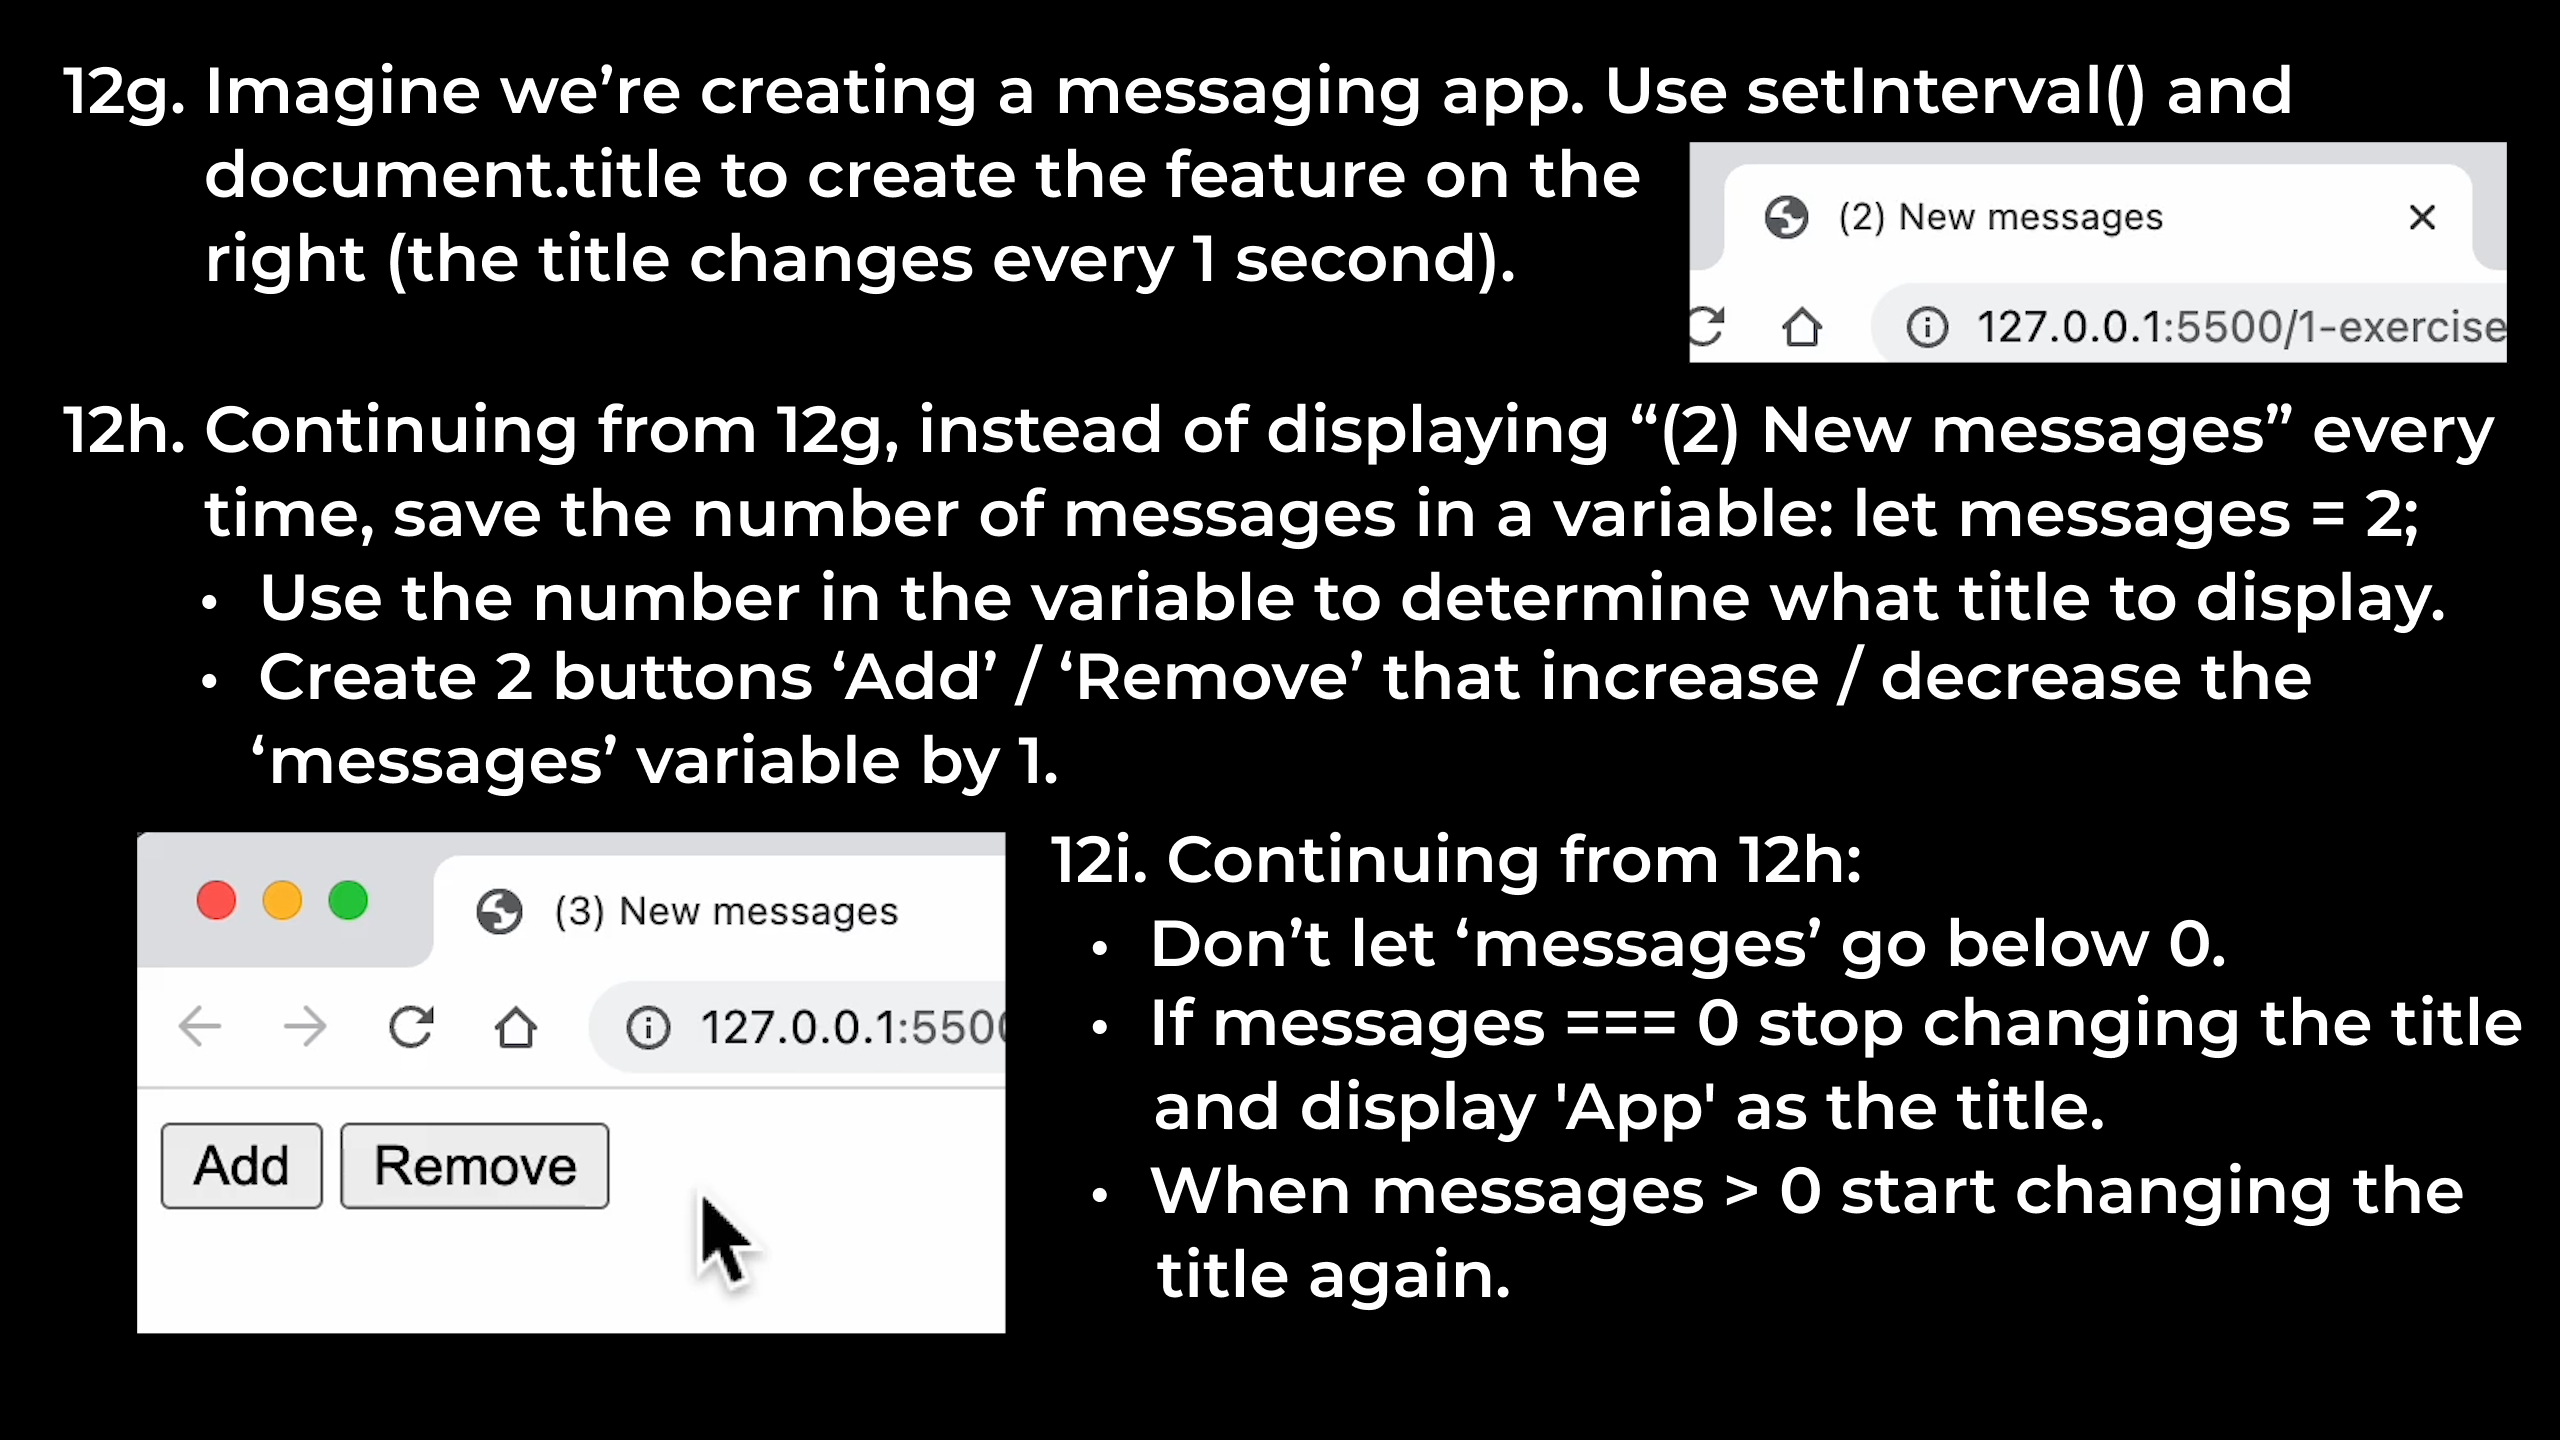 12g. Imagine we’re creating a messaging app. Use setInterval() and
document.title to create the feature on the
right (the title changes every 1 second).
(2) New messages
127.0.0.1:5500/1-exercise
12h. Continuing from 12g, instead of displaying “(2) New messages” every
time, save the number of messages in a variable: let messages = 2;
• Use the number in the variable to determine what title to display.
• Create 2 buttons ‘Add’ / ‘Remove’ that increase / decrease the
‘messages’ variable by 1.
(3) New messages
127.0.0.1:550
Add Remove
12i. Continuing from 12h:
• Don’t let ‘messages’ go below 0.
• If messages === 0 stop changing the title
and display 'App' as the title.
• When messages > 0 start changing the
title again.